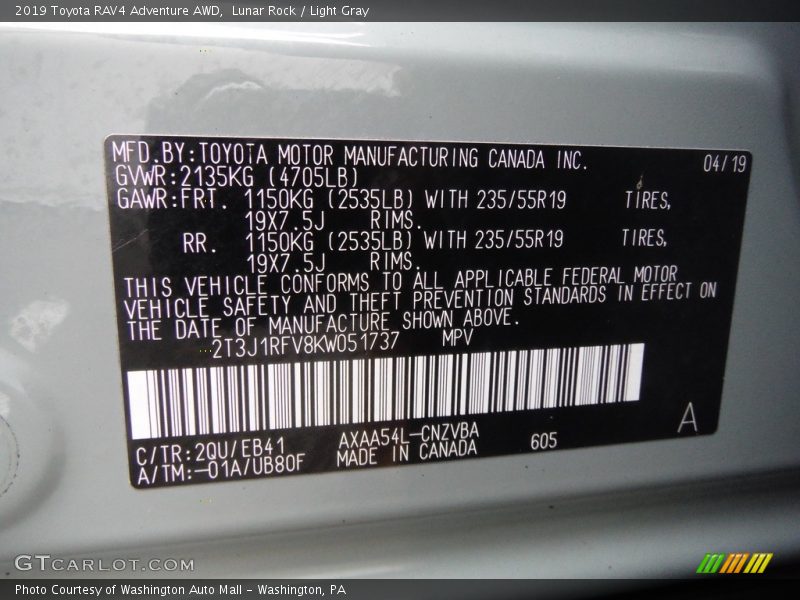 2019 Toyota RAV4 Adventure AWD,  Lunar Rock / Light Gray
MFD.BY:TOYOTA MOTOR MANUFACTURING CANADA INC. 04/19
GVWR:2135KG (4705LB)
GAWR:FRT. 1150KG (2535LB) WITH 235/55R19 TIRES,
19X7.5J RIMS.
RR. 1150KG (2535LB) WITH 235/55R19 TIRES,
19X7.5J RIMS.
THIS VEHICLE CONFORMS TO ALL APPLICABLE FEDERAL MOTOR
VEHICLE SAFETY AND THEFT PREVENTION STANDARDS IN EFFECT ON
THE DATE OF MANUFACTURE SHOWN ABOVE.
2T3J1RFV8KW051737 MPV
A
C/TR:2QU/EB41 AXAA54L-CNZVBA 605
A/TM:-01A/UB80F MADE IN CANADA
GTCARLOT.COM
Photo Courtesy of Washington Auto Mall - Washington, PA